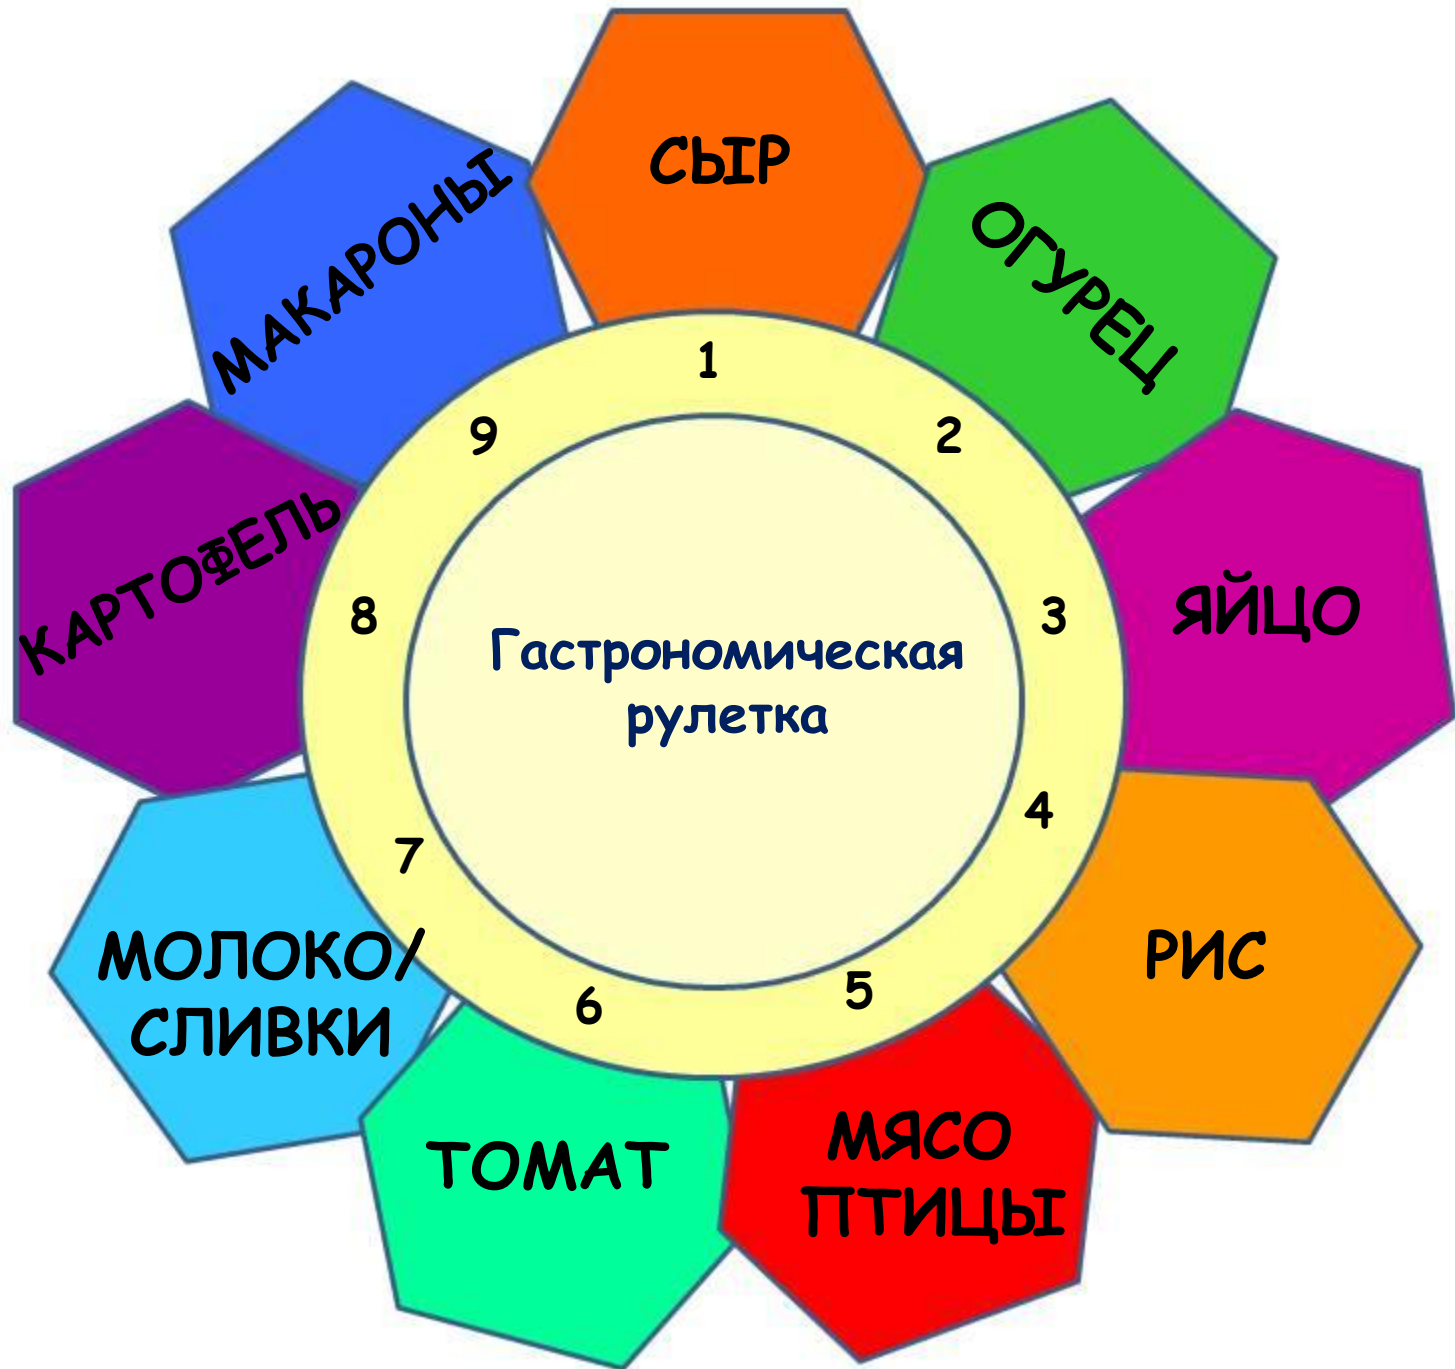 СЫР
ОГУРЕЦ
ЯЙЦО
РИС
МЯСО
ПТИЦЫ
ТОМАТ
МОЛОКО/
СЛИВКИ
КАРТОФЕЛЬ
МАКАРОНЫ
1
2
3
4
5
6
7
8
9
Гастрономическая
рулетка